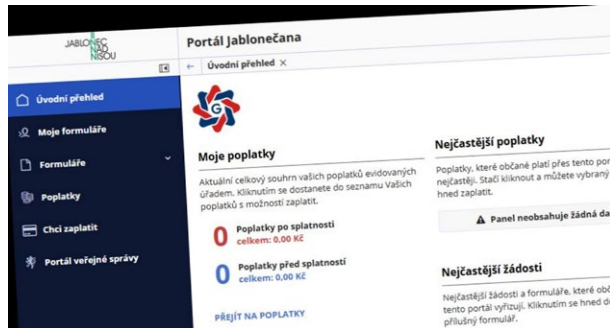 JABLONEC
NAD
NISOU
Portál Jablonečana
← Úvodní přehled ×
Úvodní přehled
Moje formuláře
Formuláře
Poplatky
Chci zaplatit
Portál veřejné správy
G
Moje poplatky
Aktuální celkový souhrn vašich poplatků evidovaných
úřadem. Kliknutím se dostanete do seznamu Vašich
poplatků s možností zaplatit.
0 Poplatky po splatnosti
celkem: 0,00 Kč
0 Poplatky před splatností
celkem: 0,00 Kč
PŘEJÍT NA POPLATKY
Nejčastější poplatky
Poplatky, které občané platí přes tento por
nejčastěji. Stačí kliknout a můžete vybraný
hned zaplatit.
Panel neobsahuje žádná da
Nejčastější žádosti
Nejčastější žádosti a formuláře, které obč
tento portál vyřizují. Kliknutím se hned do
příslušný formulář.